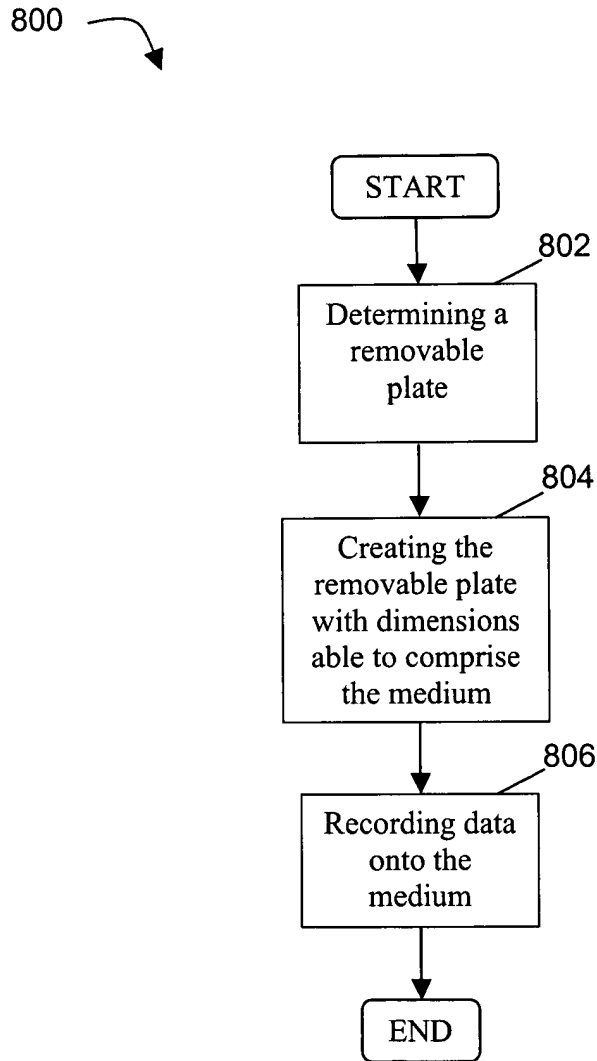 800
START
802
Determining a
removable
plate
804
Creating the
removable plate
with dimensions
able to comprise
the medium
806
Recording data
onto the
medium
END